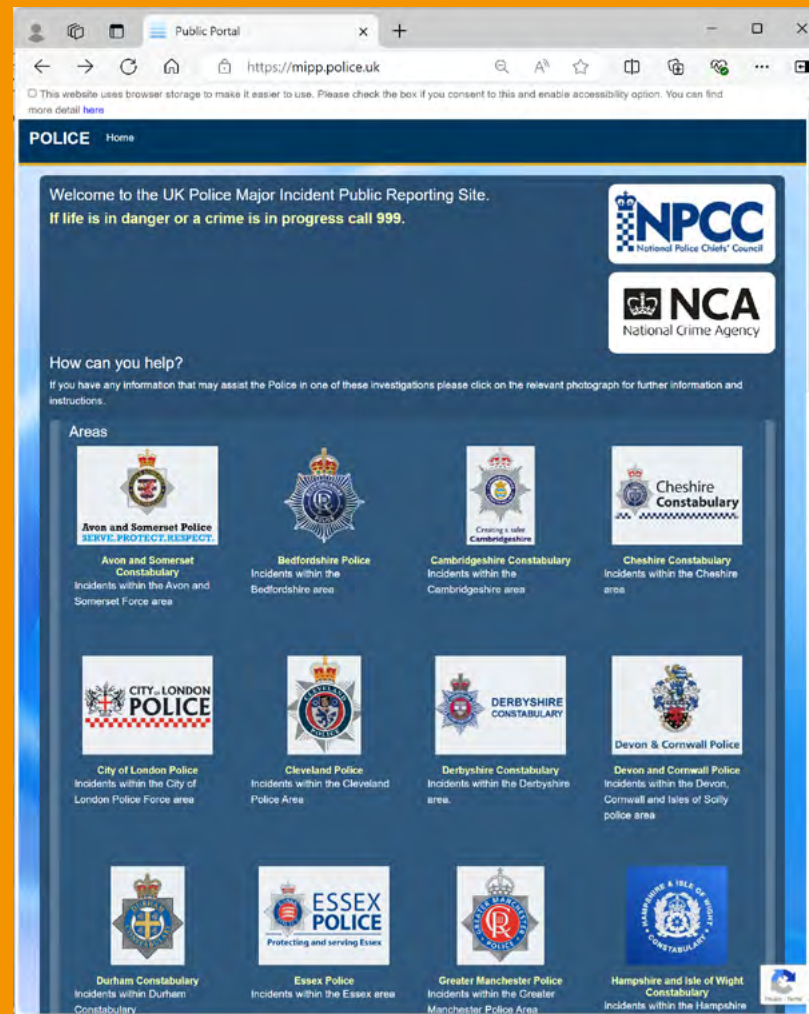 Public Portal
https://mipp.police.uk
This website uses browser storage to make it easier to use. Please check the box if you consent to this and enable accessibility option. You can find
more detail here
POLICE Home
Welcome to the UK Police Major Incident Public Reporting Site.
If life is in danger or a crime is in progress call 999.
NPCC
National Police Chiefs' Council
NCA
National Crime Agency
How can you help?
If you have any information that may assist the Police in one of these investigations please click on the relevant photograph for further information and
instructions.
Areas
Avon and Somerset Police
SERVE.PROTECT.RESPECT.
Avon and Somerset
Constabulary
Incidents within the Avon and
Somerset Force area
Bedfordshire Police
Incidents within the
Bedfordshire area
Creating a safer
Cambridgeshire
Cambridgeshire Constabulary
Incidents within the
Cambridgeshire area
Cheshire
Constabulary
Cheshire Constabulary
Incidents within the Cheshire
area
CITY OF LONDON
POLICE
City of London Police
Incidents within the City of
London Police Force area
CLEVELAND
POLICE
Cleveland Police
Incidents within the Cleveland
Police Area
DERBYSHIRE
CONSTABULARY
Derbyshire Constabulary
Incidents within the Derbyshire
area.
Devon & Cornwall Police
Devon and Cornwall Police
Incidents within the Devon,
Cornwall and Isles of Scilly
police area
DURHAM
CONSTABULARY
Durham Constabulary
Incidents within Durham
Constabulary
ESSEX
POLICE
Protecting and serving Essex
Essex Police
Incidents within the Essex area
GREATER MANCHESTER
POLICE
Greater Manchester Police
Incidents within the Greater
Manchester Police Area
HAMPSHIRE & ISLE OF WIGHT
CONSTABULARY
Hampshire and Isle of Wight
Constabulary
Incidents within the Hampshire